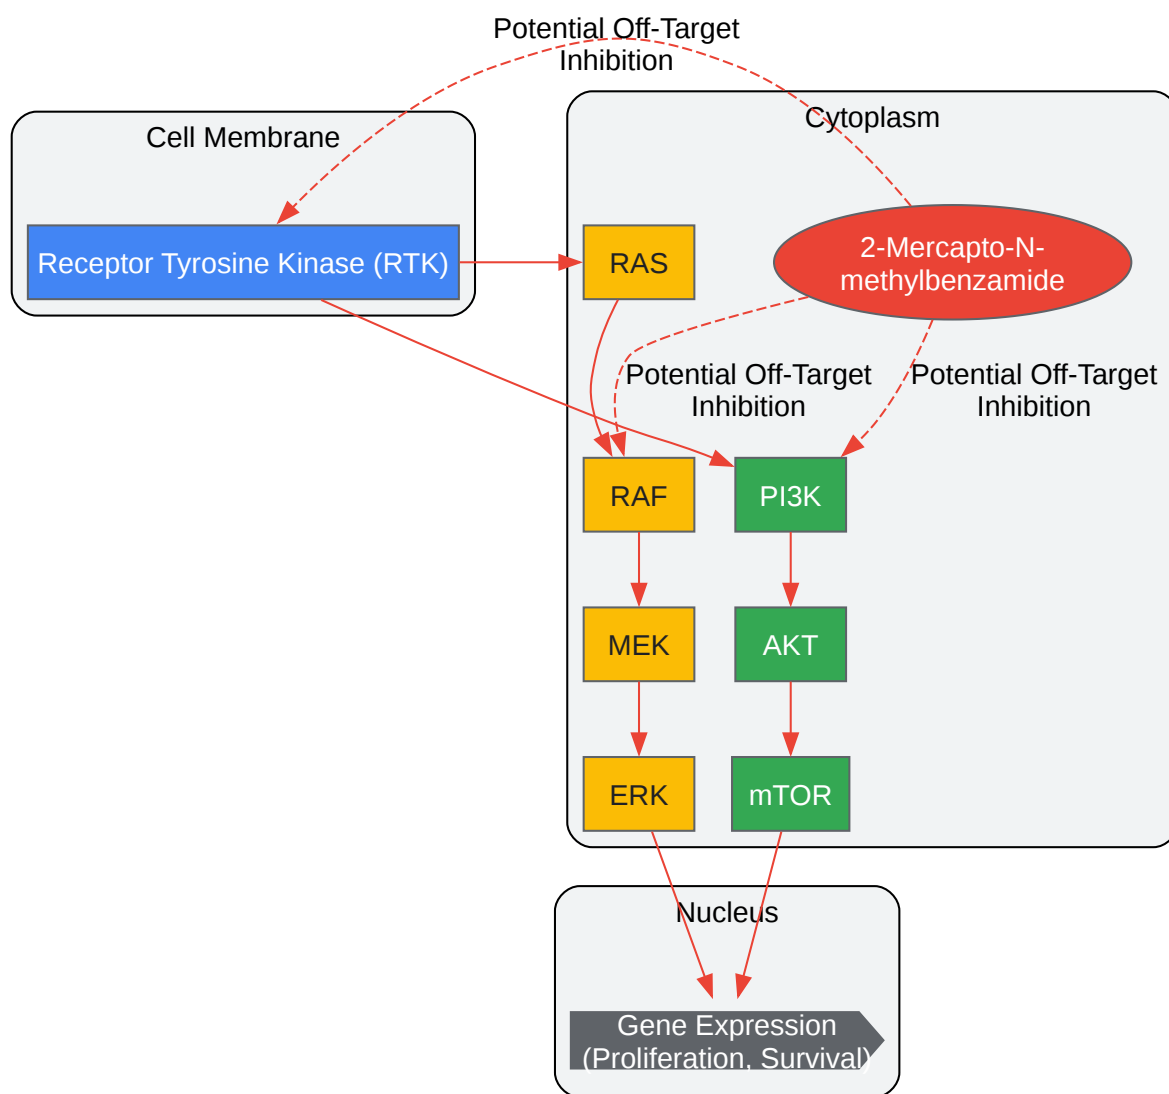 Potential Off-Target
Inhibition
Cytoplasm
Cell Membrane
Receptor Tyrosine Kinase (RTK)
RAS
2-Mercapto-N-
methylbenzamide
Potential Off-Target
Inhibition
Potential Off-Target
Inhibition
RAF
PI3K
MEK
AKT
ERK
mTOR
Nucleus
Gene Expression
(Proliferation, Survival)